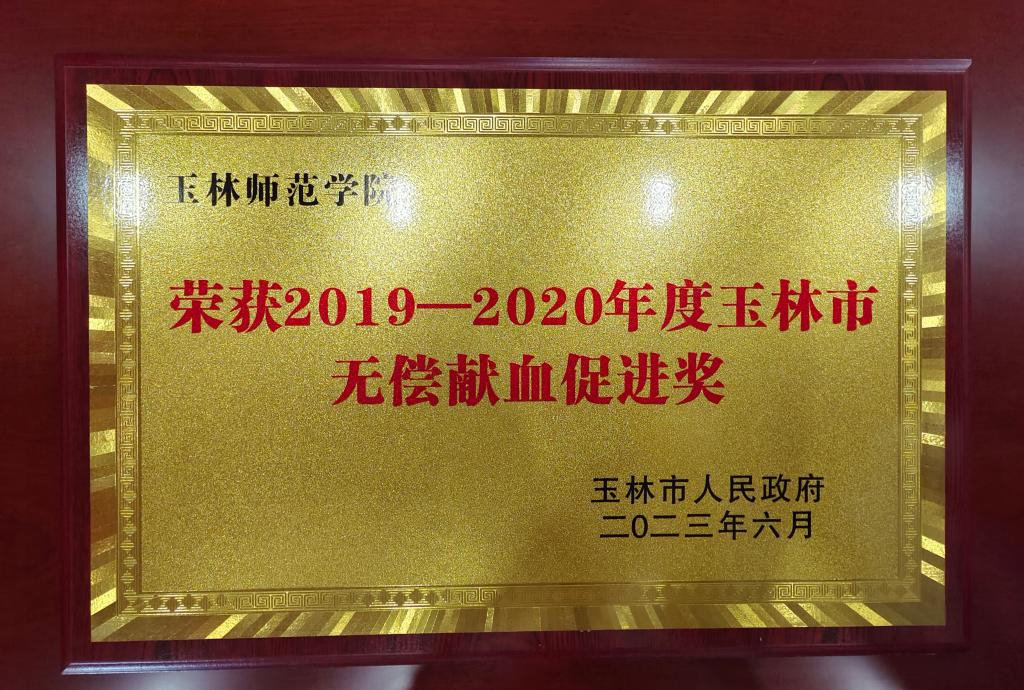 玉林师范学院
荣获2019—2020年度玉林市
无偿献血促进奖
玉林市人民政府
二〇二三年六月